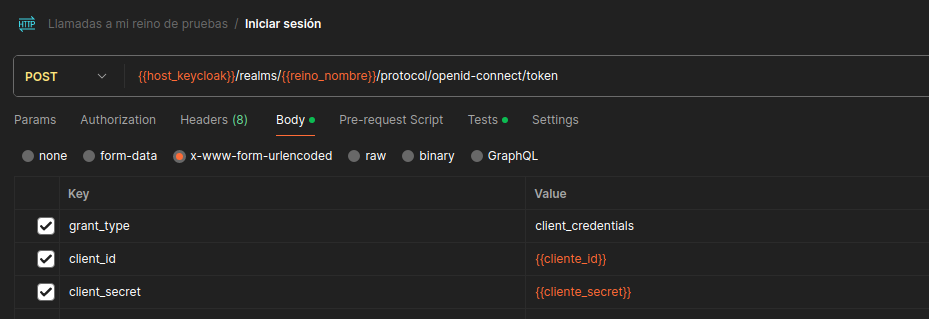 HTTP Llamadas a mi reino de pruebas / Iniciar sesión
POST {{host_keycloak}}/realms/{{reino_nombre}}/protocol/openid-connect/token
Params Authorization Headers (8) Body Pre-request Script Tests Settings
none form-data x-www-form-urlencoded raw binary GraphQL
Key Value
grant_type client_credentials
client_id {{cliente_id}}
client_secret {{cliente_secret}}